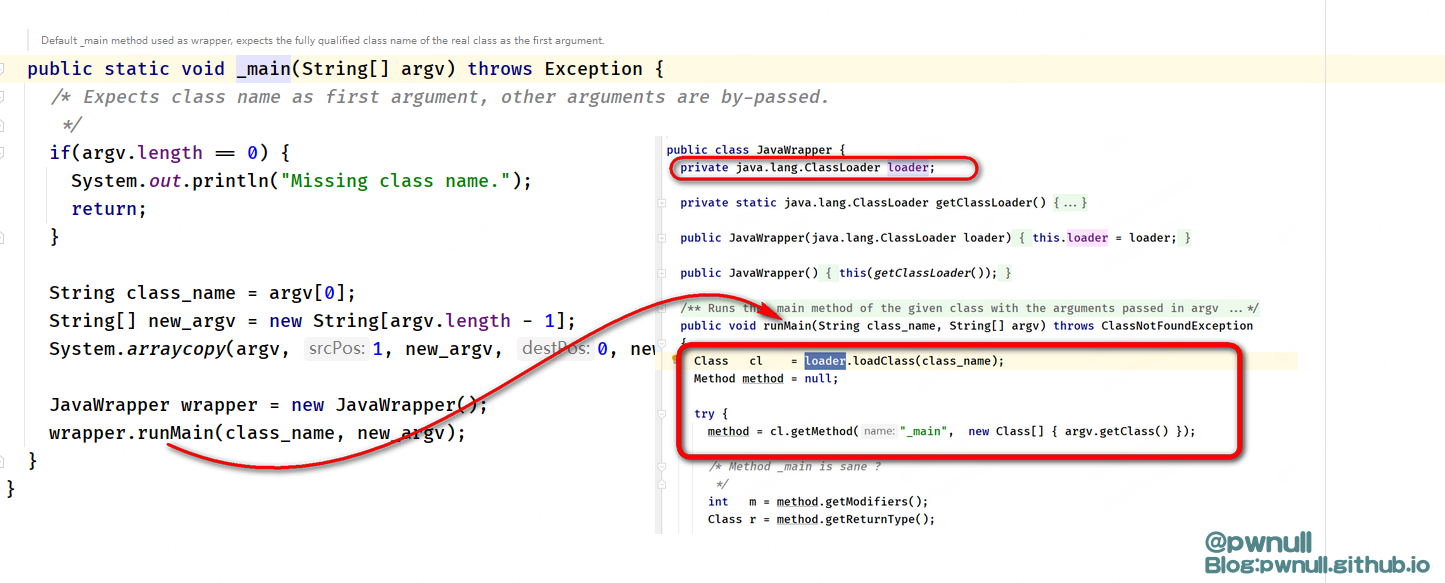 Default _main method used as wrapper, expects the fully qualified class name of the real class as the first argument.
public static void _main(String[] argv) throws Exception {
/* Expects class name as first argument, other arguments are by-passed.
*/
if(argv.length == 0) {
System.out.println("Missing class name.");
return;
}
String class_name = argv[0];
String[] new_argv = new String[argv.length - 1];
System.arraycopy(argv, srcPos: 1, new_argv, destPos: 0, new
JavaWrapper wrapper = new JavaWrapper();
wrapper.runMain(class_name, new_argv);
}
}
public class JavaWrapper {
private java.lang.ClassLoader loader;
private static java.lang.ClassLoader getClassLoader() {...}
public JavaWrapper(java.lang.ClassLoader loader) { this.loader = loader; }
public JavaWrapper() { this(getClassLoader()); }
/** Runs the _main method of the given class with the arguments passed in argv ...*/
public void runMain(String class_name, String[] argv) throws ClassNotFoundException
{
Class cl = loader.loadClass(class_name);
Method method = null;
try {
method = cl.getMethod( name: "_main", new Class[] { argv.getClass() });
/* Method _main is sane ?
*/
int m = method.getModifiers();
Class r = method.getReturnType();
@pwnull
Blog:pwnull.github.io